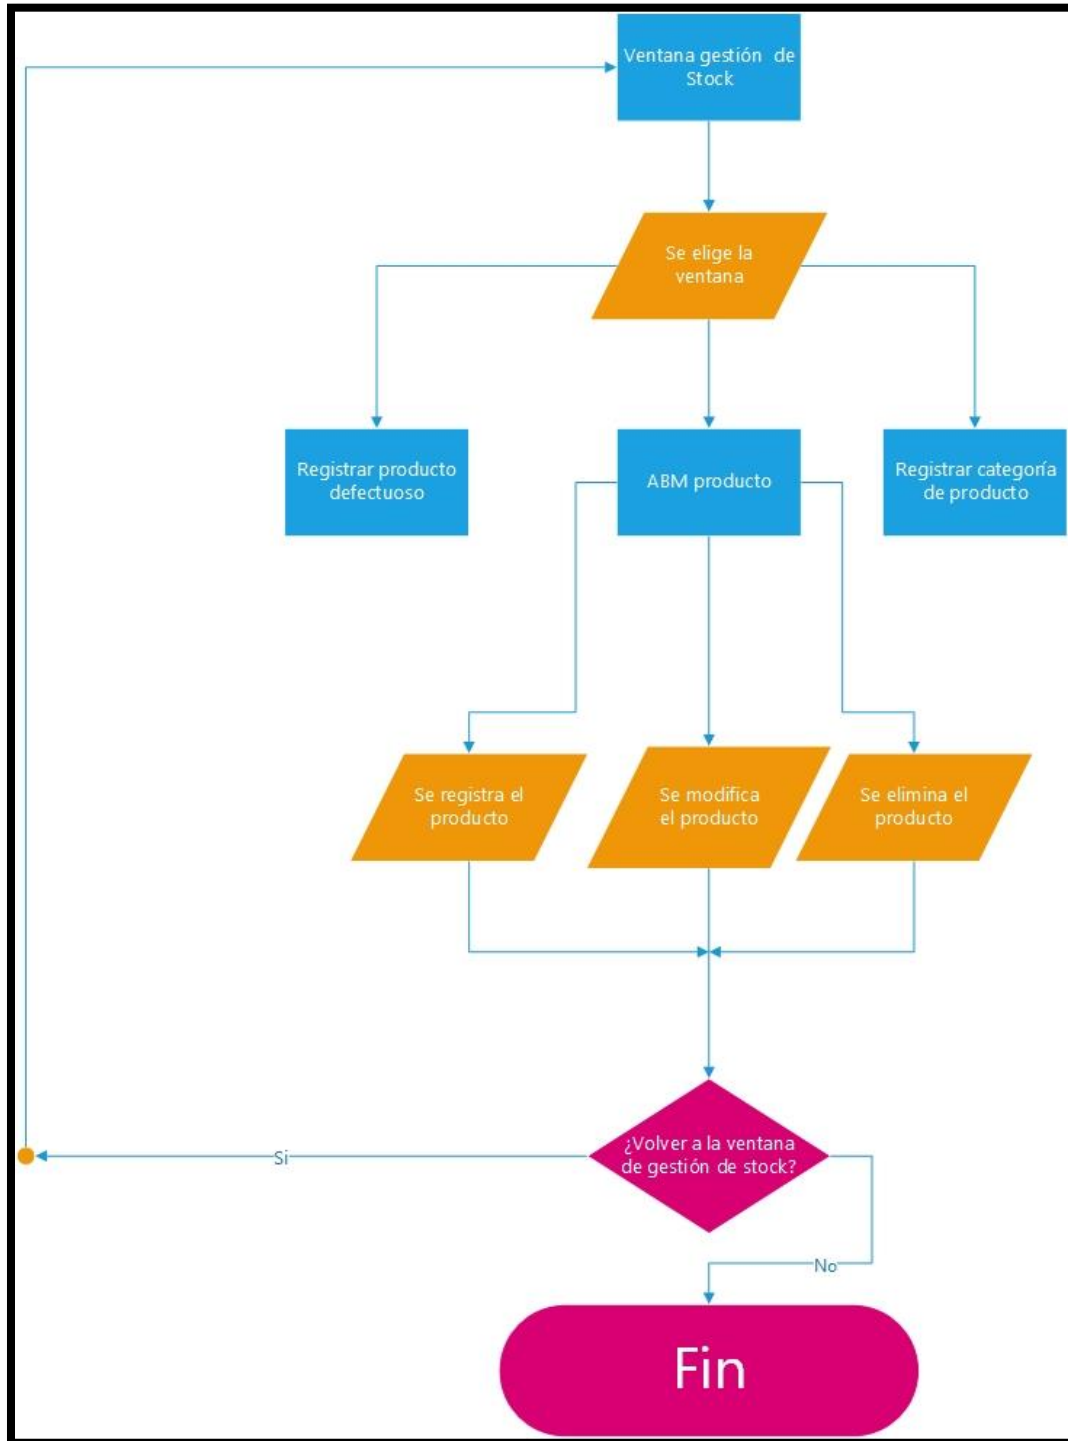 Ventana gestión de
Stock
Se elige la
ventana
Registrar producto
defectuoso
ABM producto
Registrar categoría
de producto
Se registra el
producto
Se modifica
el producto
Se elimina el
producto
¿Volver a la ventana
de gestión de stock?
Si
No
Fin